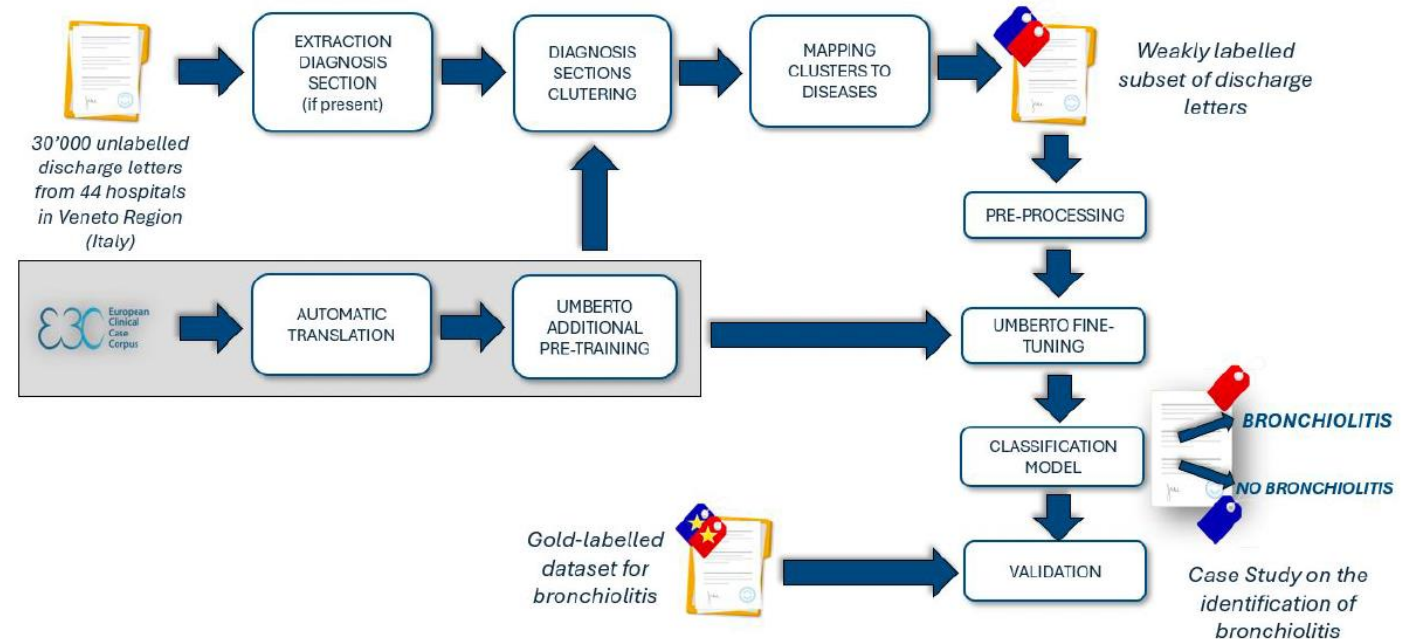 EXTRACTION
DIAGNOSIS
SECTION
(if present)
DIAGNOSIS
SECTIONS
CLUTERING
MAPPING
CLUSTERS TO
DISEASES
Weakly labelled
subset of discharge
letters
30'000 unlabelled
discharge letters
from 44 hospitals
in Veneto Region
(Italy)
PRE-PROCESSING
E3C
European
Clinical
Case
Corpus
AUTOMATIC
TRANSLATION
UMBERTO
ADDITIONAL
PRE-TRAINING
UMBERTO FINE-
TUNING
CLASSIFICATION
MODEL
BRONCHIOLITIS
NO BRONCHIOLITIS
Gold-labelled
dataset for
bronchiolitis
VALIDATION
Case Study on the
identification of
bronchiolitis